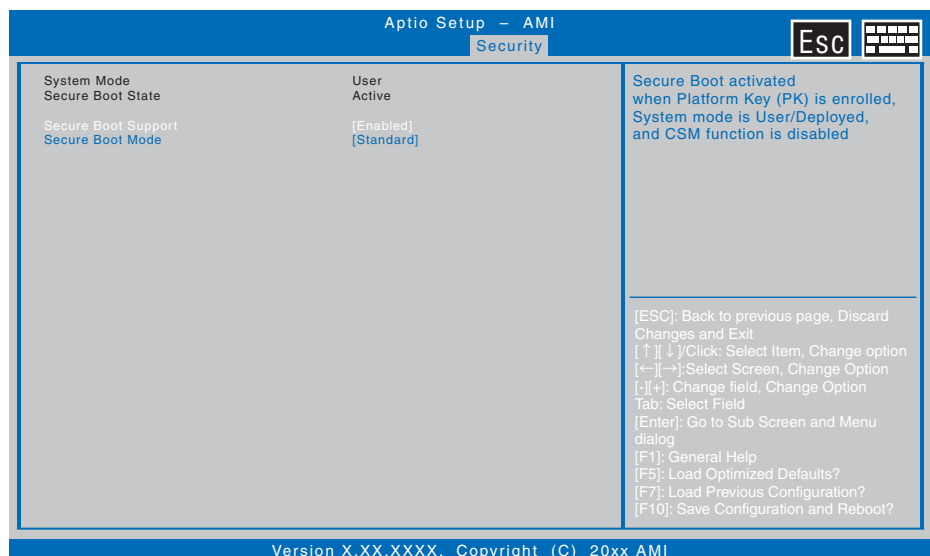 Aptio Setup – AMI
Security
Esc
System Mode User
Secure Boot State Active
Secure Boot Support [Enabled]
Secure Boot Mode [Standard]
Secure Boot activated
when Platform Key (PK) is enrolled,
System mode is User/Deployed,
and CSM function is disabled
[ESC]: Back to previous page, Discard
Changes and Exit
[↑][↓]/Click: Select Item, Change option
[←][→]:Select Screen, Change Option
[-][+]: Change field, Change Option
Tab: Select Field
[Enter]: Go to Sub Screen and Menu
dialog
[F1]: General Help
[F5]: Load Optimized Defaults?
[F7]: Load Previous Configuration?
[F10]: Save Configuration and Reboot?
Version X.XX.XXXX. Copyright (C) 20xx AMI